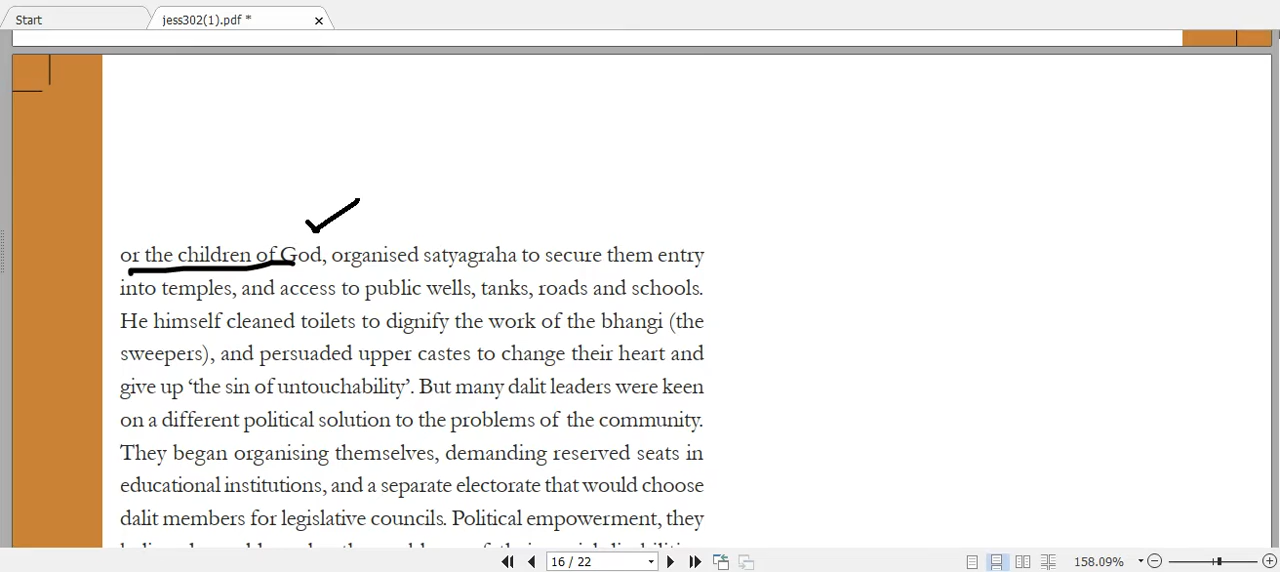 Start
jess302(1).pdf *
or the children of God, organised satyagraha to secure them entry
into temples, and access to public wells, tanks, roads and schools.
He himself cleaned toilets to dignify the work of the bhangi (the
sweepers), and persuaded upper castes to change their heart and
give up ‘the sin of untouchability’. But many dalit leaders were keen
on a different political solution to the problems of the community.
They began organising themselves, demanding reserved seats in
educational institutions, and a separate electorate that would choose
dalit members for legislative councils. Political empowerment, they
16 / 22
158.09%